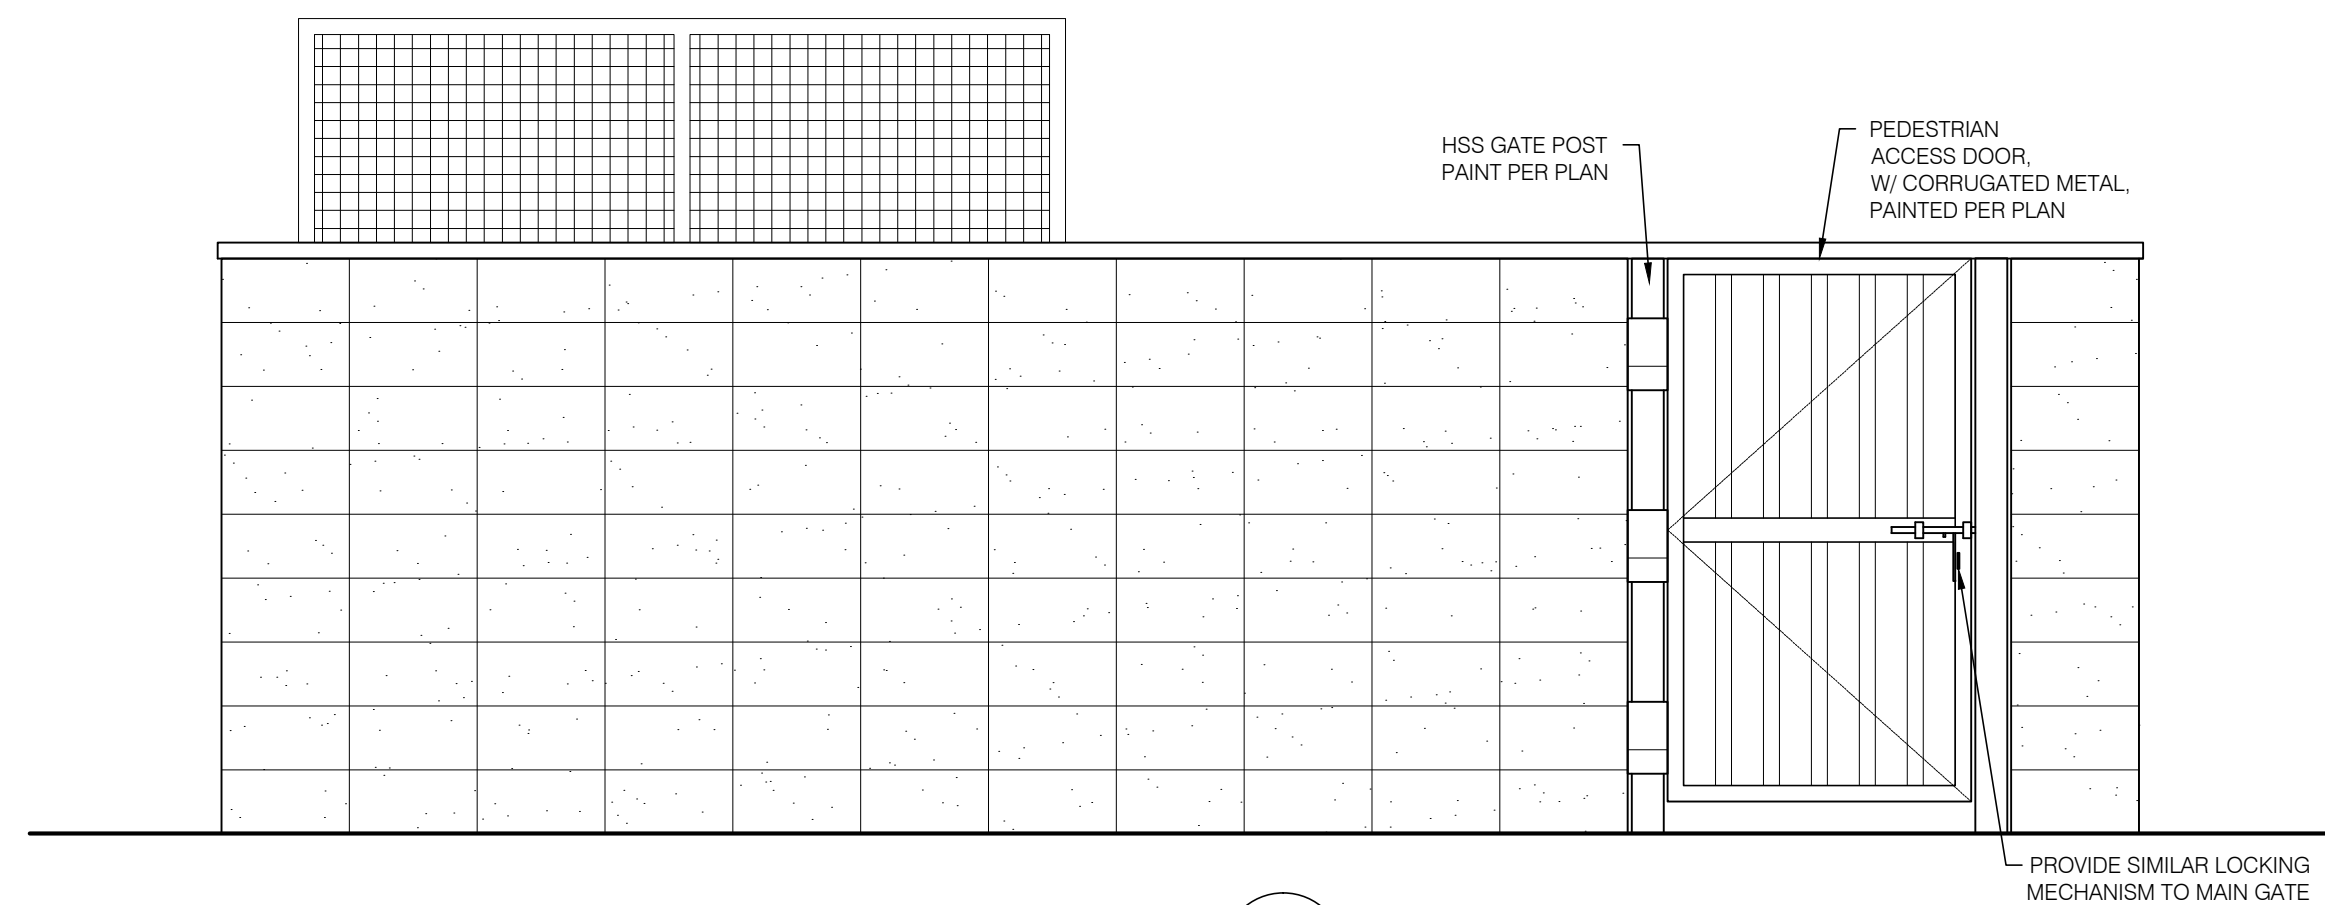 HSS GATE POST
PAINT PER PLAN
PEDESTRIAN
ACCESS DOOR,
W/ CORRUGATED METAL,
PAINTED PER PLAN
PROVIDE SIMILAR LOCKING
MECHANISM TO MAIN GATE